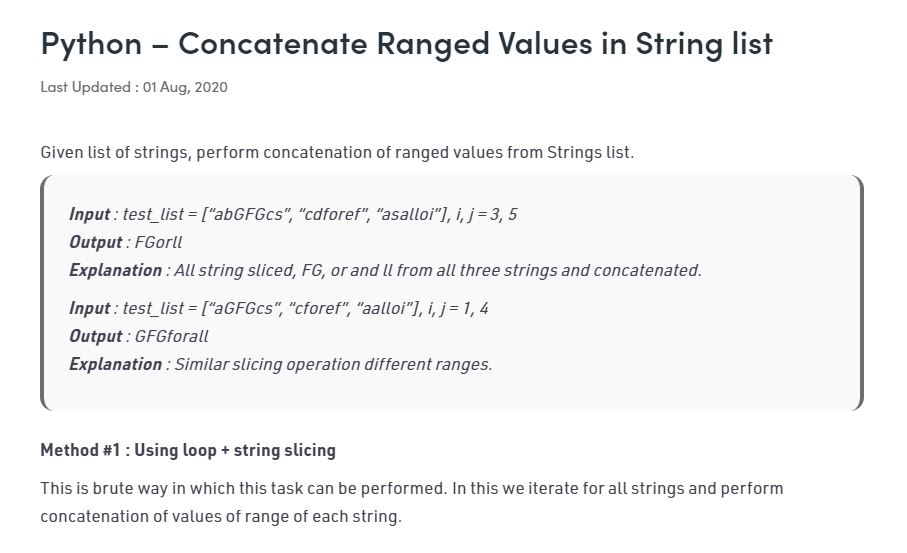 Python – Concatenate Ranged Values in String list
Last Updated : 01 Aug, 2020
Given list of strings, perform concatenation of ranged values from Strings list.
Input : test_list = [“abGFGcs”, “cdforef”, “asalloi”], i, j = 3, 5
Output : FGorll
Explanation : All string sliced, FG, or and ll from all three strings and concatenated.
Input : test_list = [“aGFGcs”, “cforef”, “aalloi”], i, j = 1, 4
Output : GFGforall
Explanation : Similar slicing operation different ranges.
Method #1 : Using loop + string slicing
This is brute way in which this task can be performed. In this we iterate for all strings and perform
concatenation of values of range of each string.